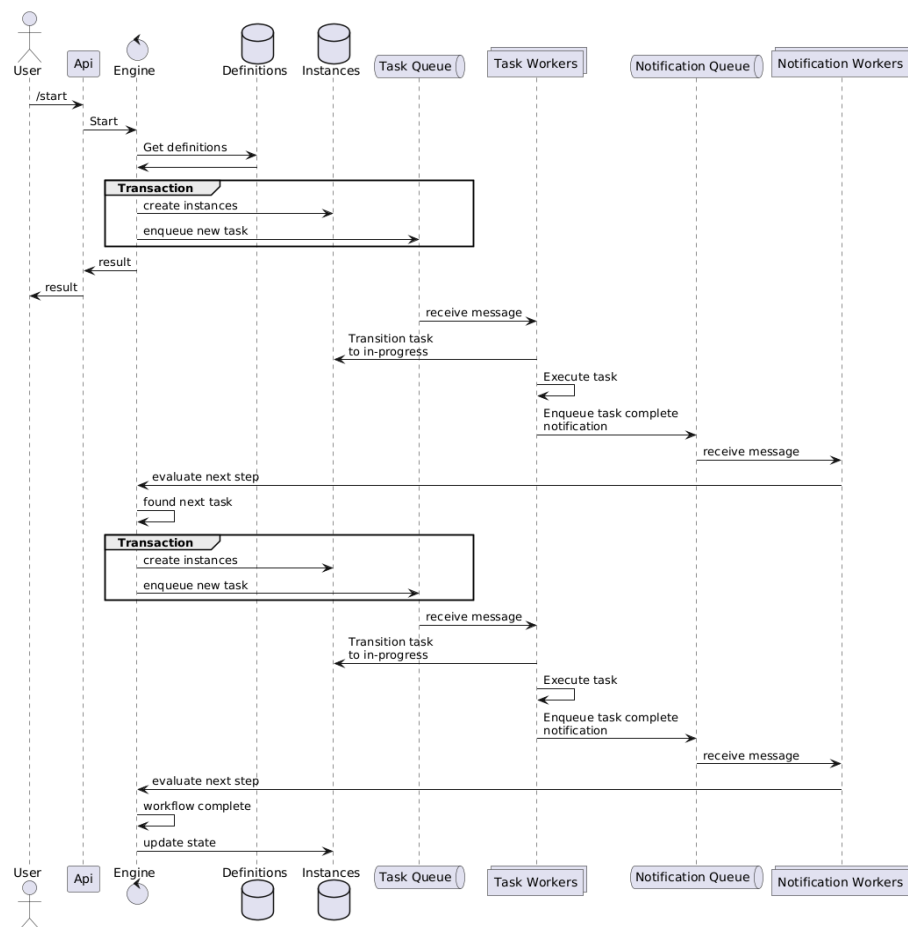 User
Api
Engine
Definitions
Instances
Task Queue
Task Workers
Notification Queue
Notification Workers
/start
Start
Get definitions
Transaction
create instances
enqueue new task
result
result
receive message
Transition task
to in-progress
Execute task
Enqueue task complete
notification
receive message
evaluate next step
found next task
Transaction
create instances
enqueue new task
receive message
Transition task
to in-progress
Execute task
Enqueue task complete
notification
receive message
evaluate next step
workflow complete
update state
User
Api
Engine
Definitions
Instances
Task Queue
Task Workers
Notification Queue
Notification Workers